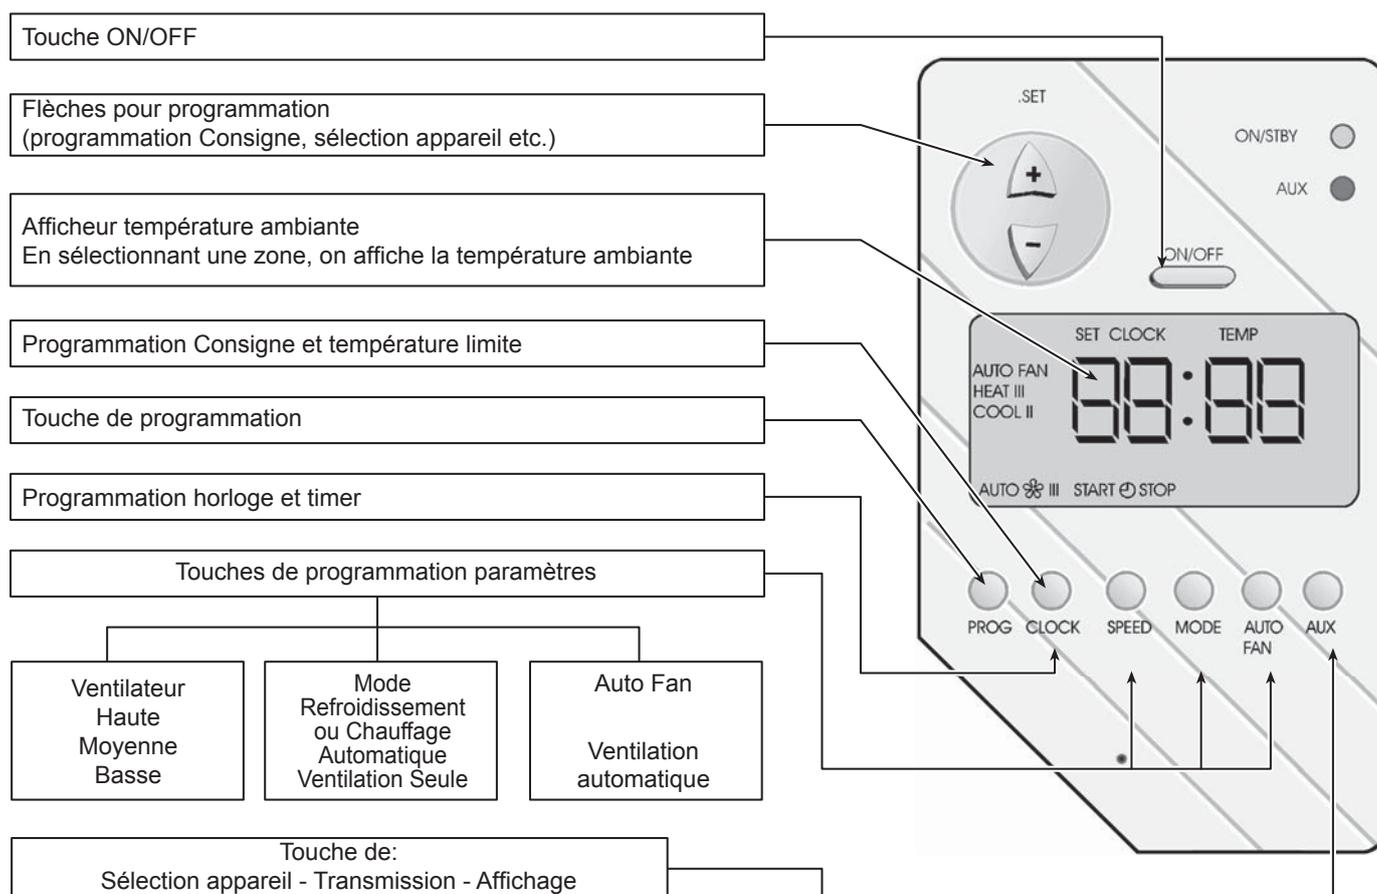 Touche ON/OFF
Flèches pour programmation
(programmation Consigne, sélection appareil etc.)
Afficheur température ambiante
En sélectionnant une zone, on affiche la température ambiante
Programmation Consigne et température limite
Touche de programmation
Programmation horloge et timer
Touches de programmation paramètres
Ventilateur
Haute
Moyenne
Basse
Mode
Refroidissement
ou Chauffage
Automatique
Ventilation Seule
Auto Fan
Ventilation
automatique
Touche de:
Sélection appareil - Transmission - Affichage
.SET
+
-
ON/STBY
AUX
ON/OFF
SET CLOCK TEMP
AUTO FAN
HEAT III
COOL II
88:88
AUTO III START STOP
PROG CLOCK SPEED MODE AUTO FAN AUX